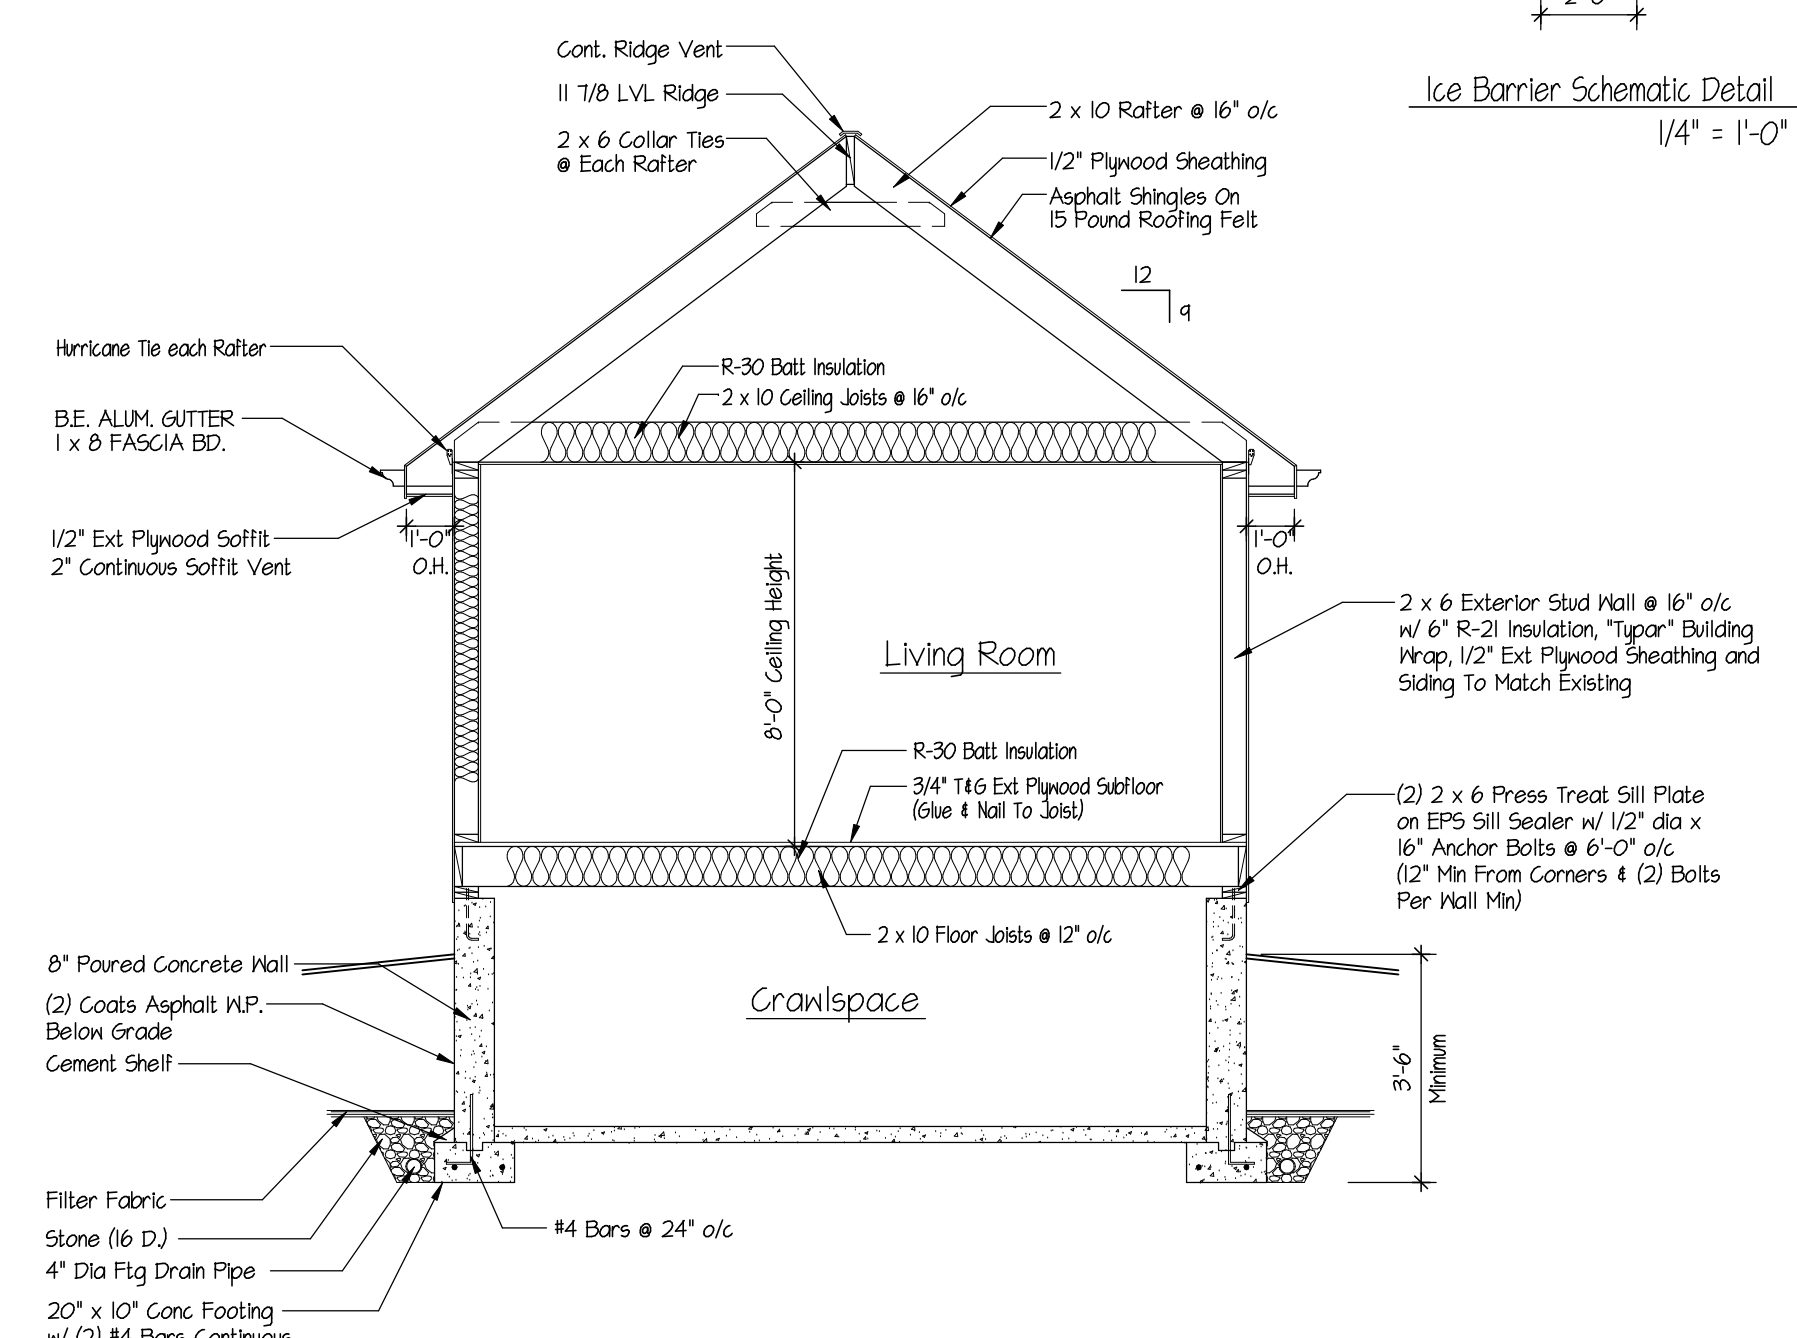 2'-0"
Ice Barrier Schematic Detail
1/4" = 1'-0"
Cont. Ridge Vent
11 7/8 LVL Ridge
2 x 6 Collar Ties
@ Each Rafter
2 x 10 Rafter @ 16" o/c
1/2" Plywood Sheathing
Asphalt Shingles On
15 Pound Roofing Felt
12
9
Hurricane Tie each Rafter
B.E. ALUM. GUTTER
1 x 8 FASCIA BD.
1/2" Ext Plywood Soffit
2" Continuous Soffit Vent
1'-0"
O.H.
R-30 Batt Insulation
2 x 10 Ceiling Joists @ 16" o/c
1'-0"
O.H.
8'-0" Ceiling Height
Living Room
2 x 6 Exterior Stud Wall @ 16" o/c
w/ 6" R-21 Insulation, "Typar" Building
Wrap, 1/2" Ext Plywood Sheathing and
Siding To Match Existing
R-30 Batt Insulation
3/4" T&G Ext Plywood Subfloor
(Glue & Nail To Joist)
(2) 2 x 6 Press Treat Sill Plate
on EPS Sill Sealer w/ 1/2" dia x
16" Anchor Bolts @ 6'-0" o/c
(12" Min From Corners & (2) Bolts
Per Wall Min)
2 x 10 Floor Joists @ 12" o/c
Crawlspace
8" Poured Concrete Wall
(2) Coats Asphalt W.P.
Below Grade
Cement Shelf
3'-6"
Minimum
Filter Fabric
Stone (16 D.)
4" Dia Ftg Drain Pipe
20" x 10" Conc Footing
w/ (2) #4 Bars Continuous
#4 Bars @ 24" o/c